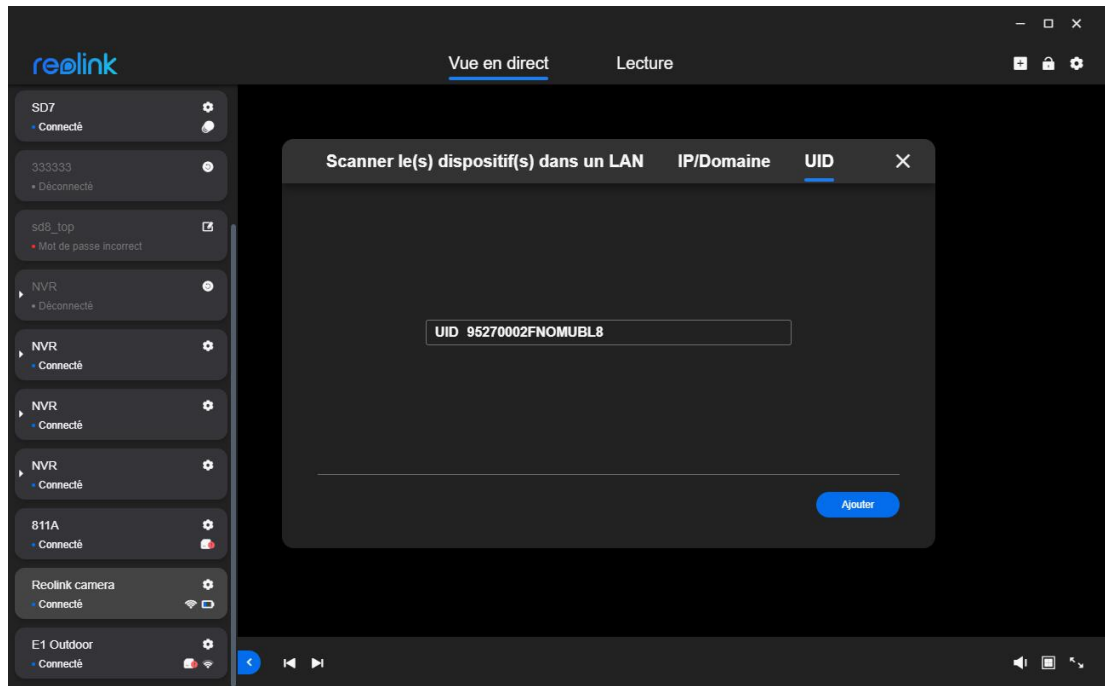 reolink
Vue en direct
Lecture
SD7
Connecté
333333
Déconnecté
sd8_top
Mot de passe incorrect
NVR
Déconnecté
NVR
Connecté
NVR
Connecté
NVR
Connecté
811A
Connecté
Reolink camera
Connecté
E1 Outdoor
Connecté
Scanner le(s) dispositif(s) dans un LAN IP/Domaine UID
UID 95270002FNOMUBL8
Ajouter